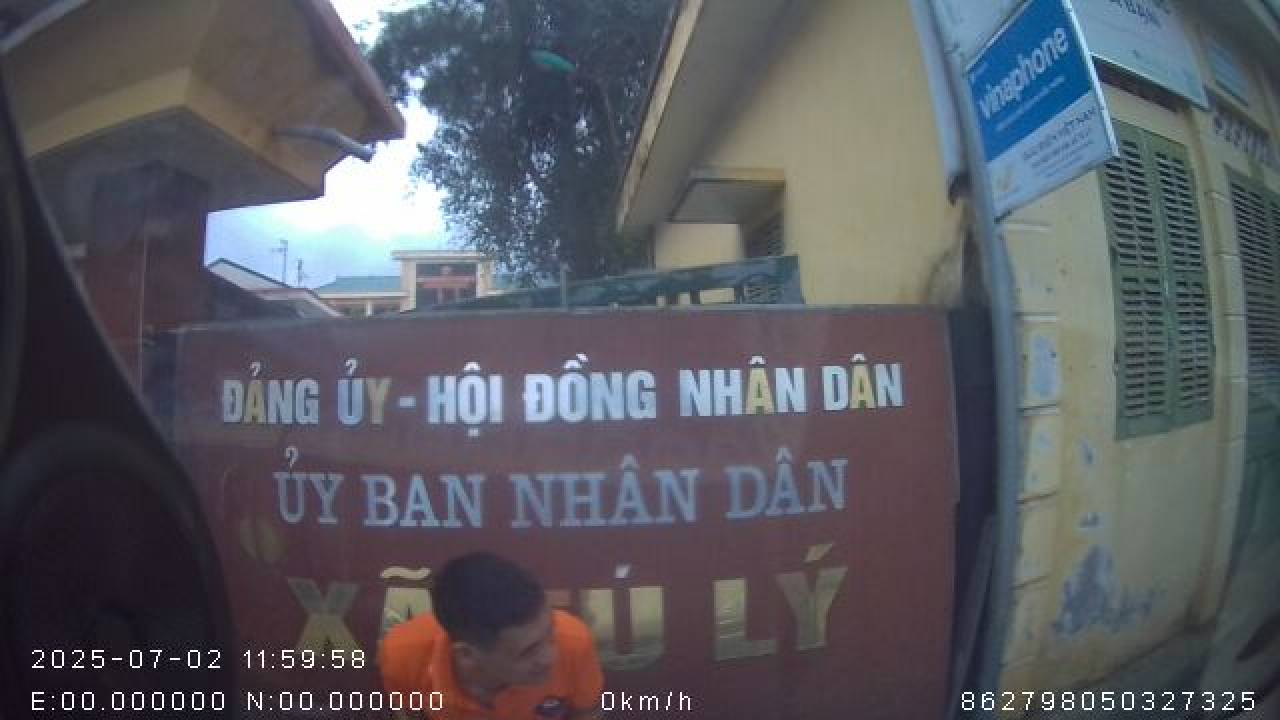 ĐẢNG ỦY - HỘI ĐỒNG NHÂN DÂN
ỦY BAN NHÂN DÂN
XÃ LÝ
vinaphone
2025-07-02 11:59:58
E:00.000000 N:00.000000 0km/h 862798050327325